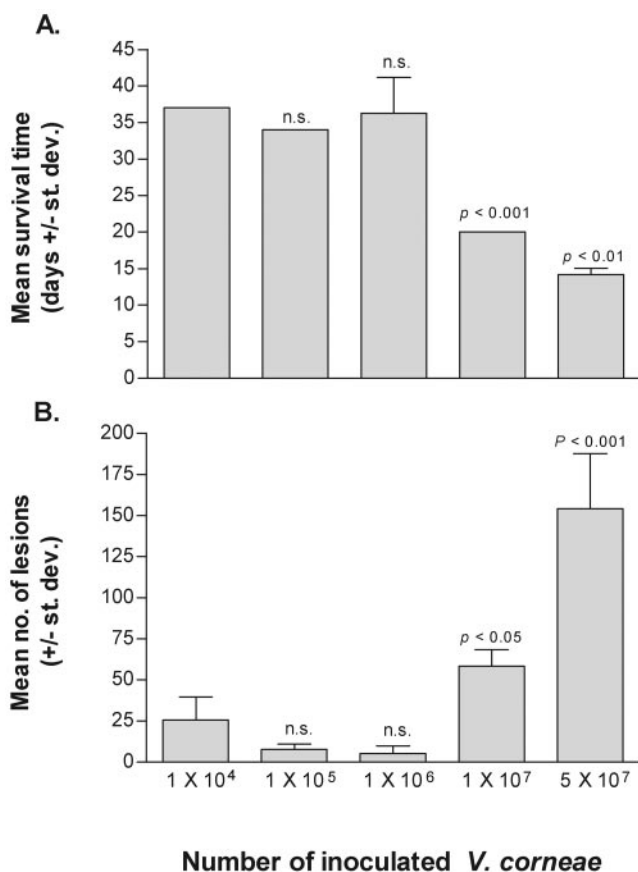 A.
Mean survival time
(days +/- st. dev.)
45
40
35
30
25
20
15
10
5
0
n.s.
n.s.
p < 0.001
p < 0.01
B.
Mean no. of lesions
(+/- st. dev.)
200
175
150
125
100
75
50
25
0
n.s.
n.s.
p < 0.05
P < 0.001
1 X 10⁴ 1 X 10⁵ 1 X 10⁶ 1 X 10⁷ 5 X 10⁷
Number of inoculated V. corneae